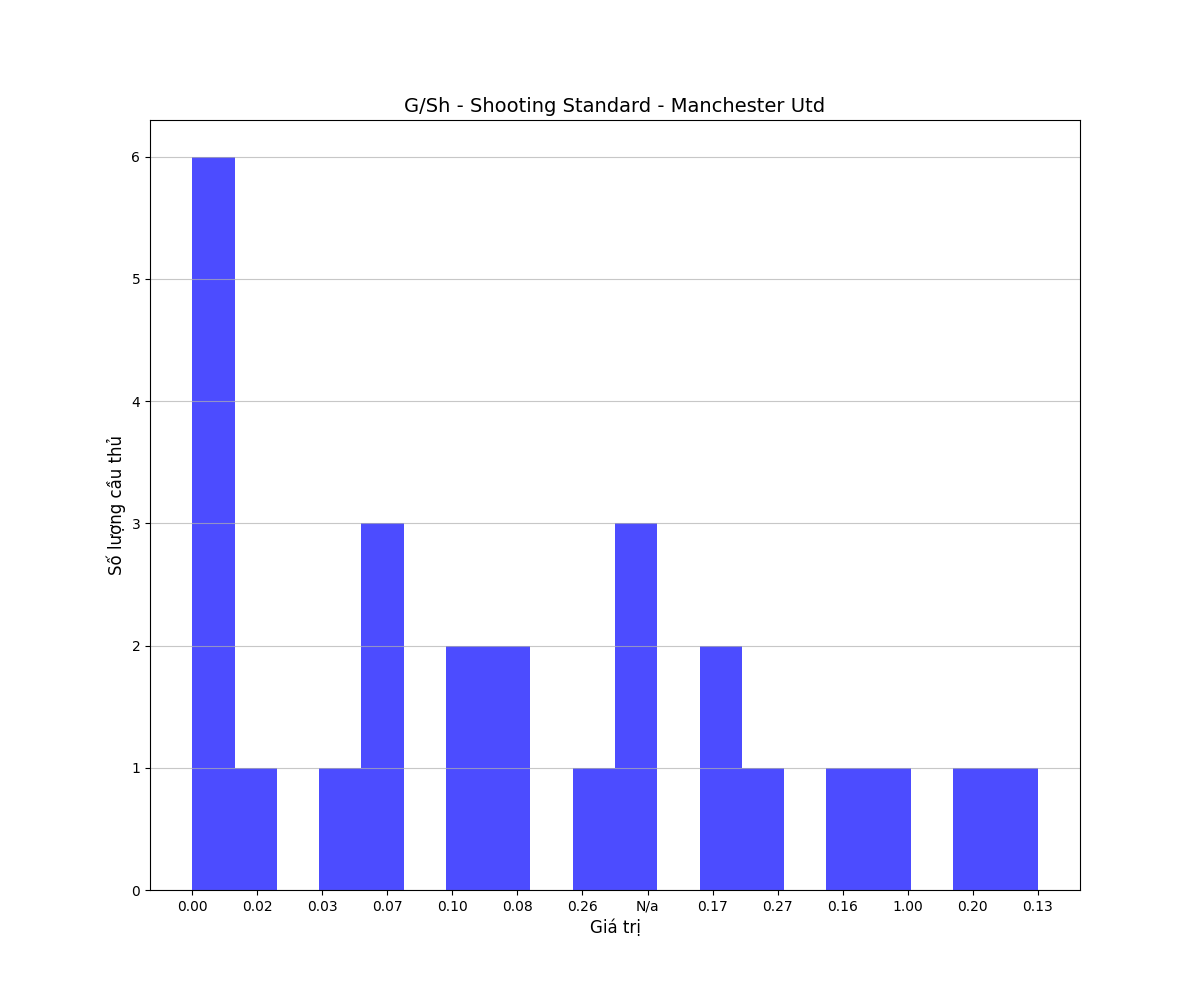 G/Sh - Shooting Standard - Manchester Utd
6
5
4
3
2
1
0
Số lượng cầu thủ
0.00 0.02 0.03 0.07 0.10 0.08 0.26 N/a 0.17 0.27 0.16 1.00 0.20 0.13
Giá trị